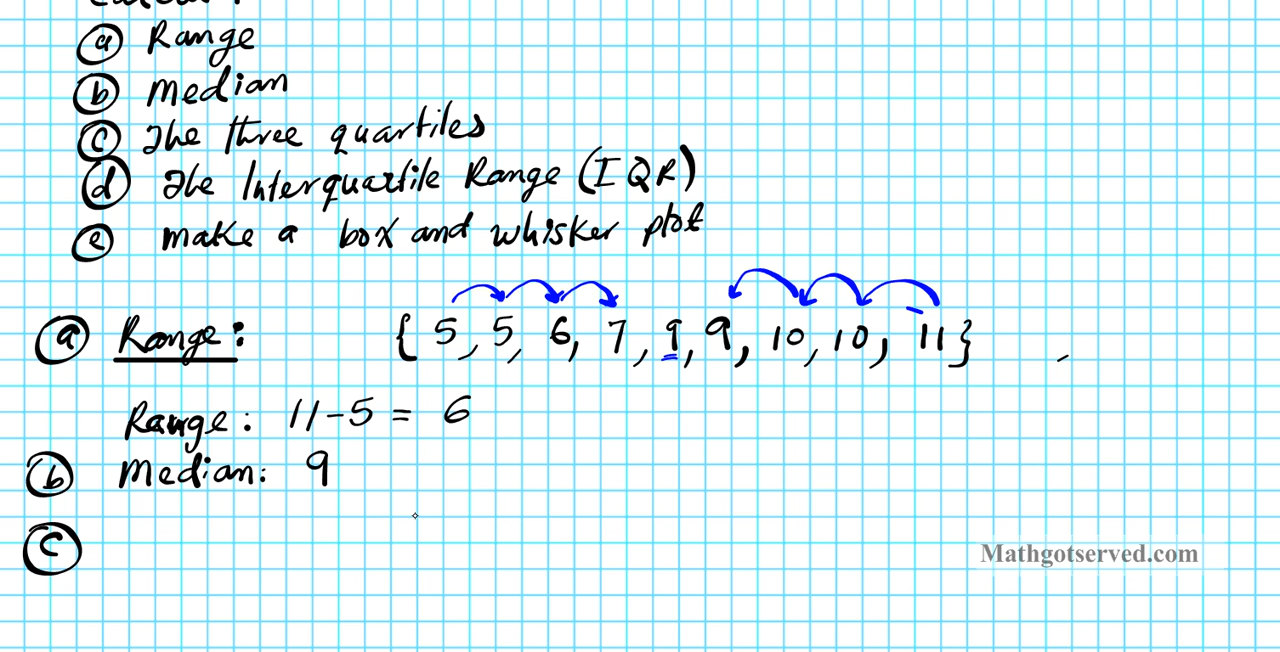 ⓐ Range
ⓑ median
ⓒ The three quartiles
ⓓ The Interquartile Range (IQR)
ⓔ make a box and whisker plot
ⓐ Range: { 5, 5, 6, 7, 9, 9, 10, 10, 11 }
Range: 11-5 = 6
ⓑ median: 9
ⓒ
Mathgotserved.com